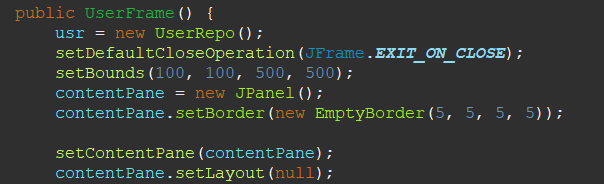 public UserFrame() {
usr = new UserRepo();
setDefaultCloseOperation(JFrame.EXIT_ON_CLOSE);
setBounds(100, 100, 500, 500);
contentPane = new JPanel();
contentPane.setBorder(new EmptyBorder(5, 5, 5, 5));
setContentPane(contentPane);
contentPane.setLayout(null);